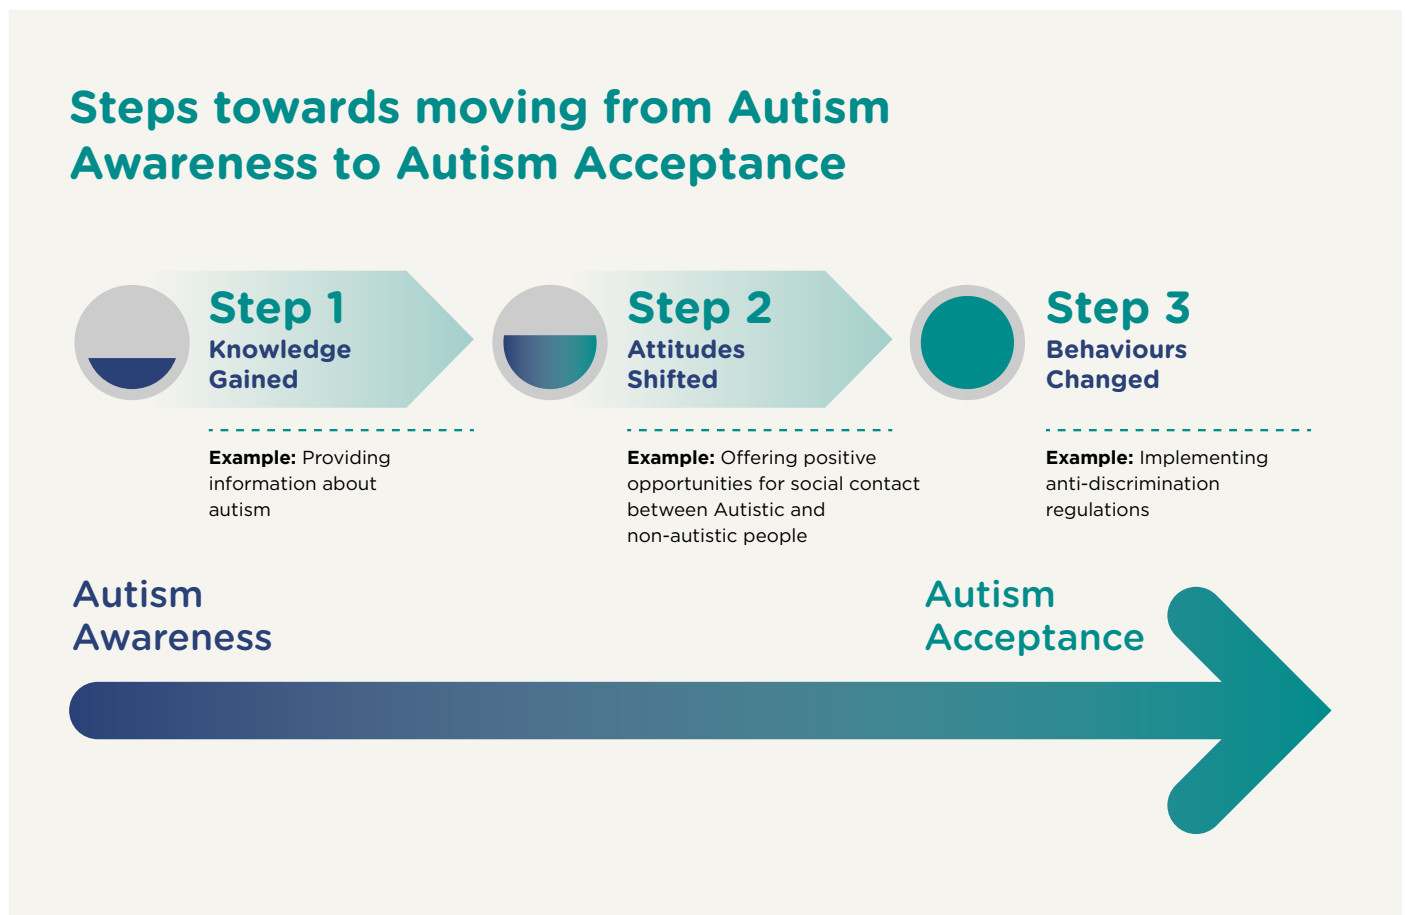 Steps towards moving from Autism
Awareness to Autism Acceptance
Step 1
Knowledge
Gained
Example: Providing
information about
autism
Step 2
Attitudes
Shifted
Example: Offering positive
opportunities for social contact
between Autistic and
non-autistic people
Step 3
Behaviours
Changed
Example: Implementing
anti-discrimination
regulations
Autism
Awareness
Autism
Acceptance